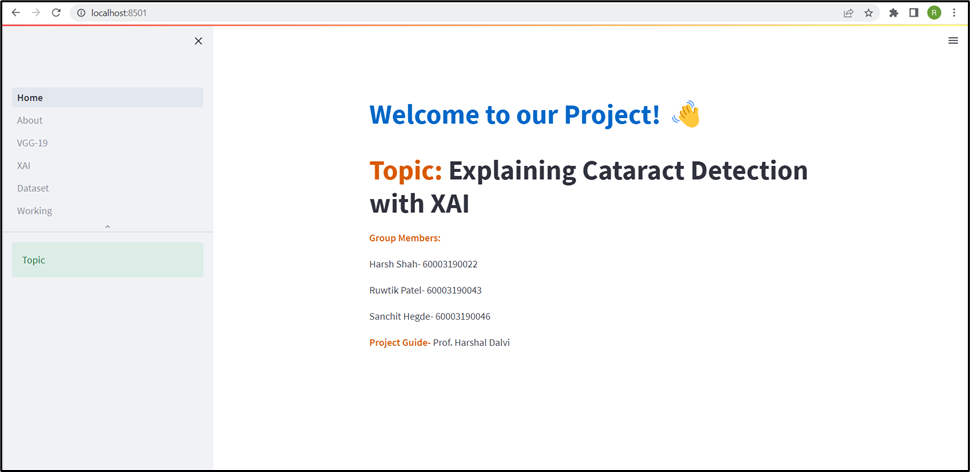 localhost:8501
R
Home
About
VGG-19
XAI
Dataset
Working
Topic
Welcome to our Project! 👋
Topic: Explaining Cataract Detection
with XAI
Group Members:
Harsh Shah- 60003190022
Ruwtik Patel- 60003190043
Sanchit Hegde- 60003190046
Project Guide- Prof. Harshal Dalvi